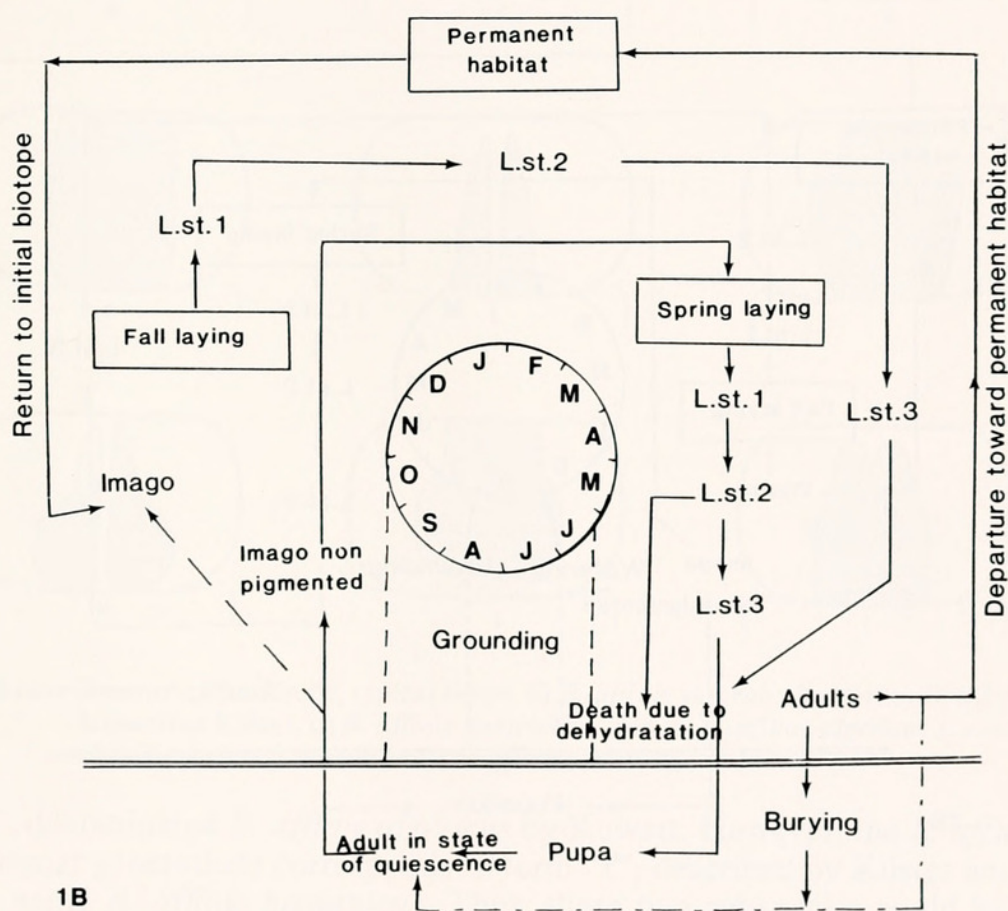 Permanent
habitat
Return to initial biotope
Departure toward permanent habitat
L.st.2
L.st.1
Fall laying
Spring laying
L.st.1
L.st.3
J F M A M J J A S O N D
Imago
L.st.2
Imago non
pigmented
L.st.3
Grounding
Adults
Death due to
dehydratation
Burying
Adult in state
of quiescence
Pupa
1B